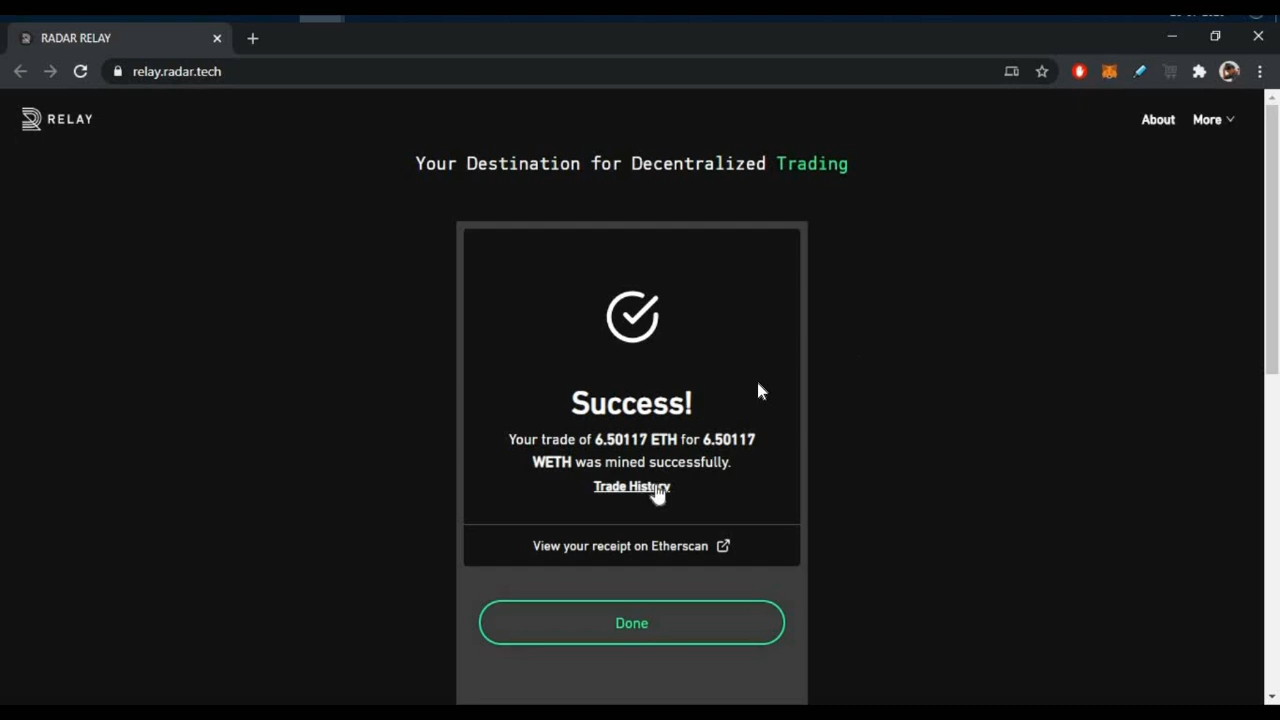 RADAR RELAY
relay.radar.tech
RELAY
About More
Your Destination for Decentralized Trading
Success!
Your trade of 6.50117 ETH for 6.50117
WETH was mined successfully.
Trade History
View your receipt on Etherscan
Done